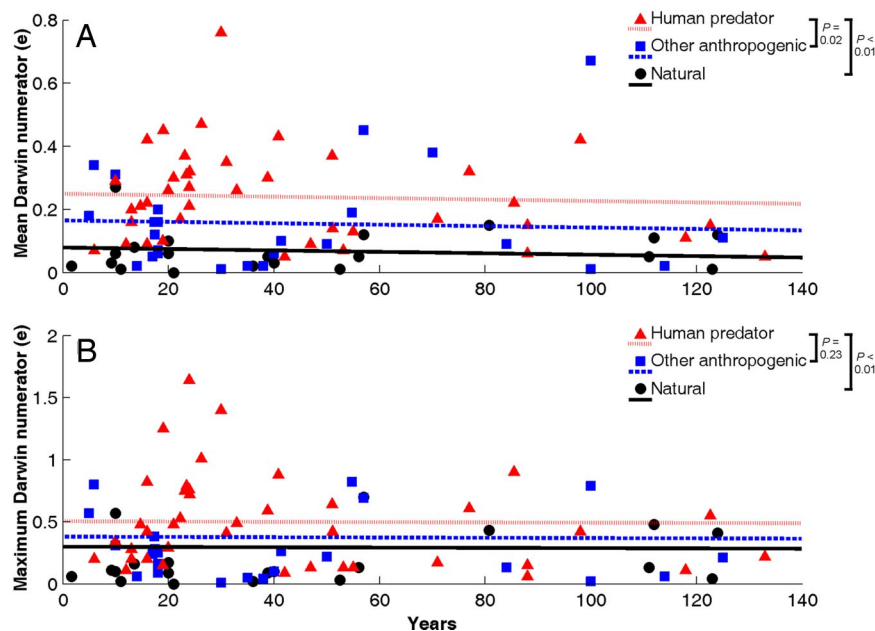 A
Mean Darwin numerator (e)
0.8
0.6
0.4
0.2
0
0 20 40 60 80 100 120 140
Human predator
Other anthropogenic
Natural
P =
0.02
P <
0.01
B
Maximum Darwin numerator (e)
2
1.5
1
0.5
0
0 20 40 60 80 100 120 140
Years
Human predator
Other anthropogenic
Natural
P =
0.23
P <
0.01